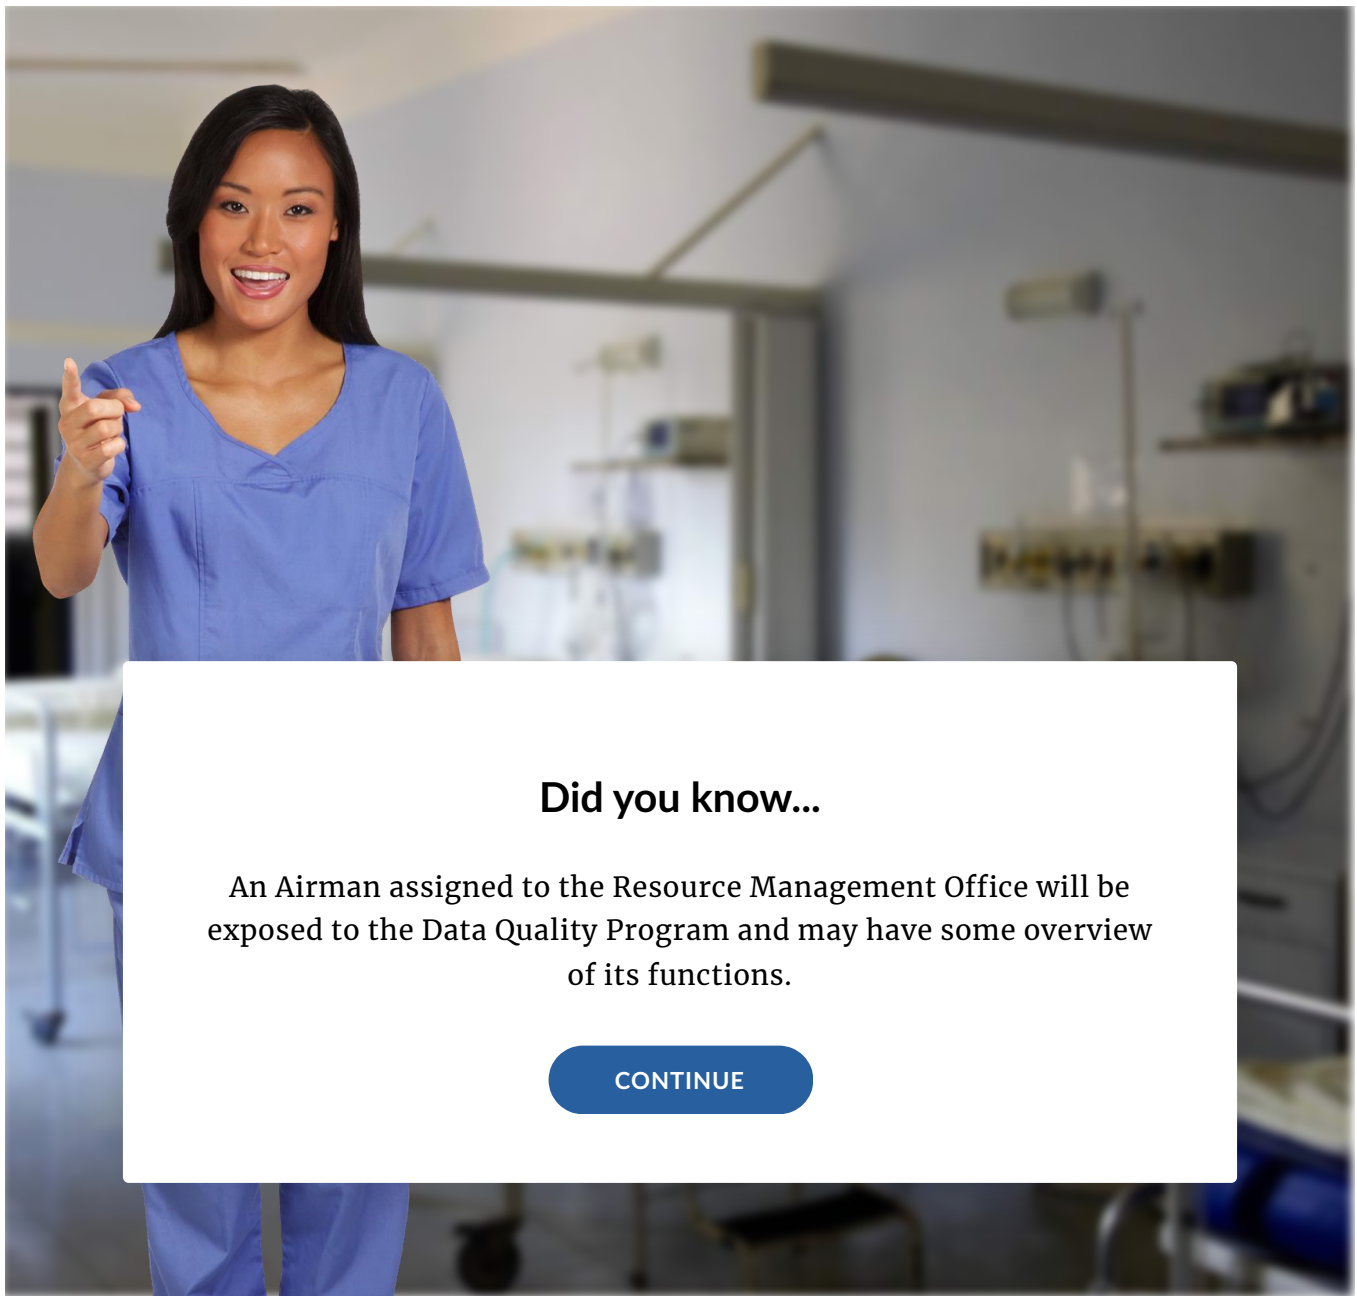 Did you know...
An Airman assigned to the Resource Management Office will be
exposed to the Data Quality Program and may have some overview
of its functions.
CONTINUE